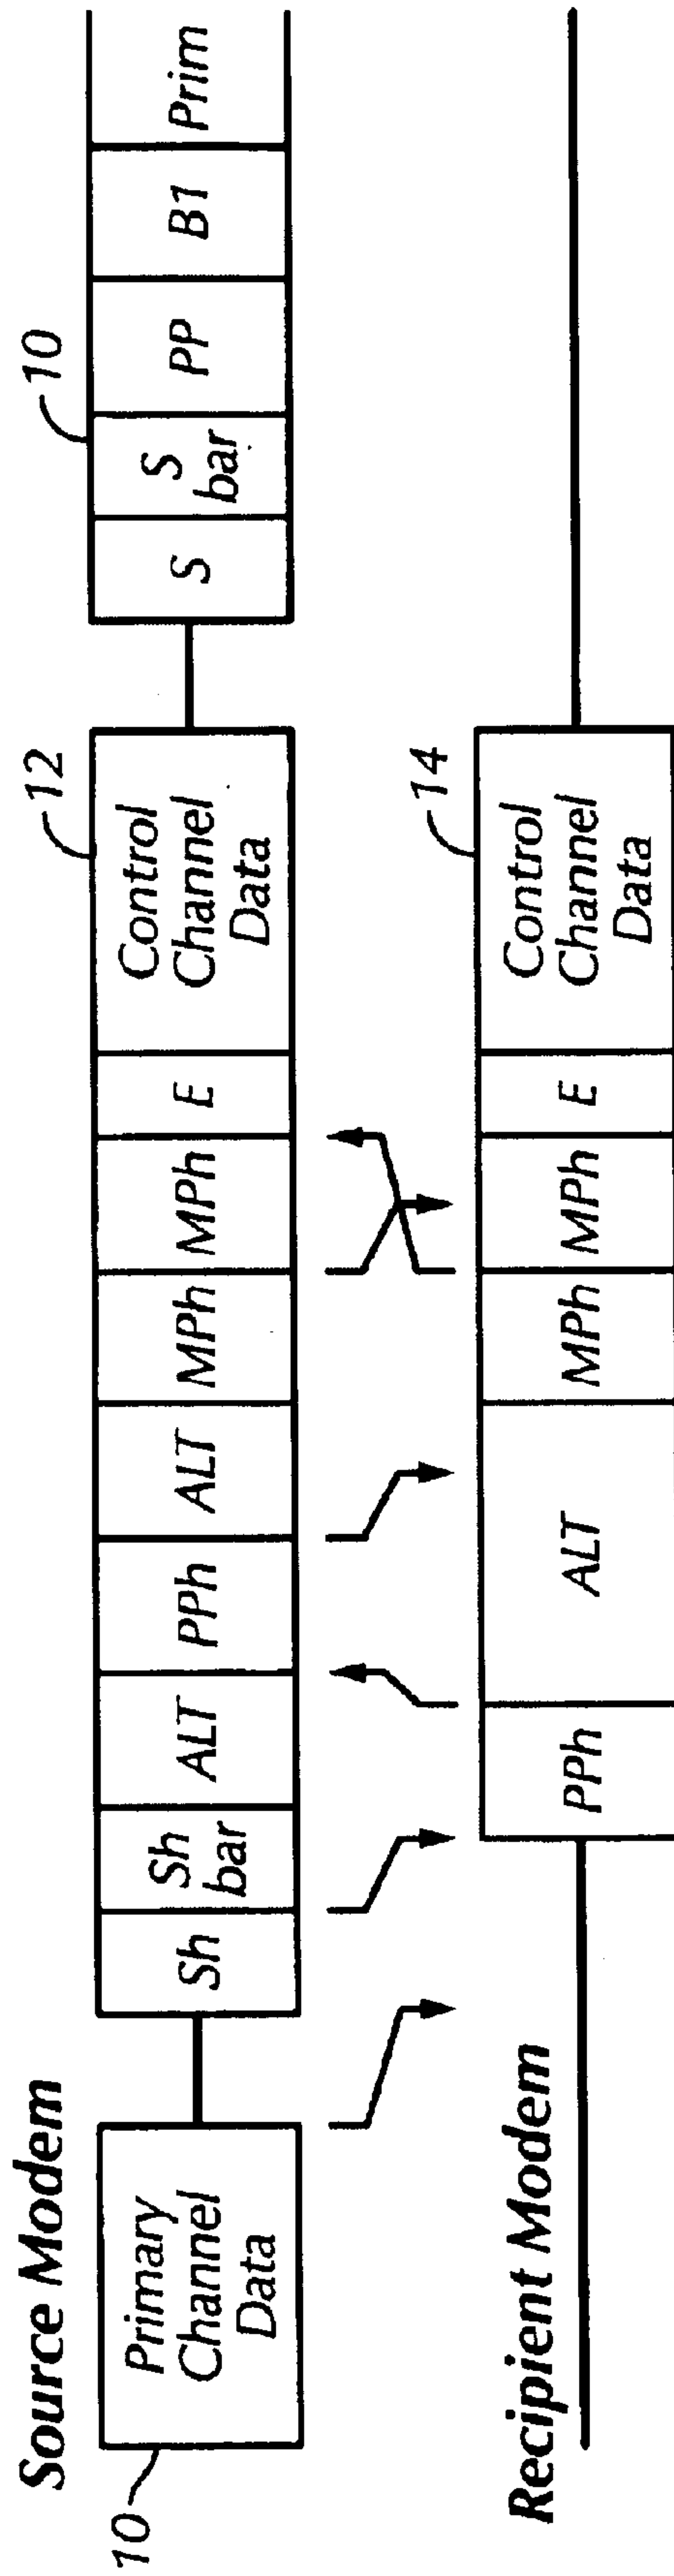 Source Modem
10
Primary
Channel
Data
Sh
Sh
bar
ALT
PPh
ALT
MPh
MPh
E
12
Control
Channel
Data
S
S
bar
10
PP
B1
Prim
Recipient Modem
PPh
ALT
MPh
MPh
E
14
Control
Channel
Data